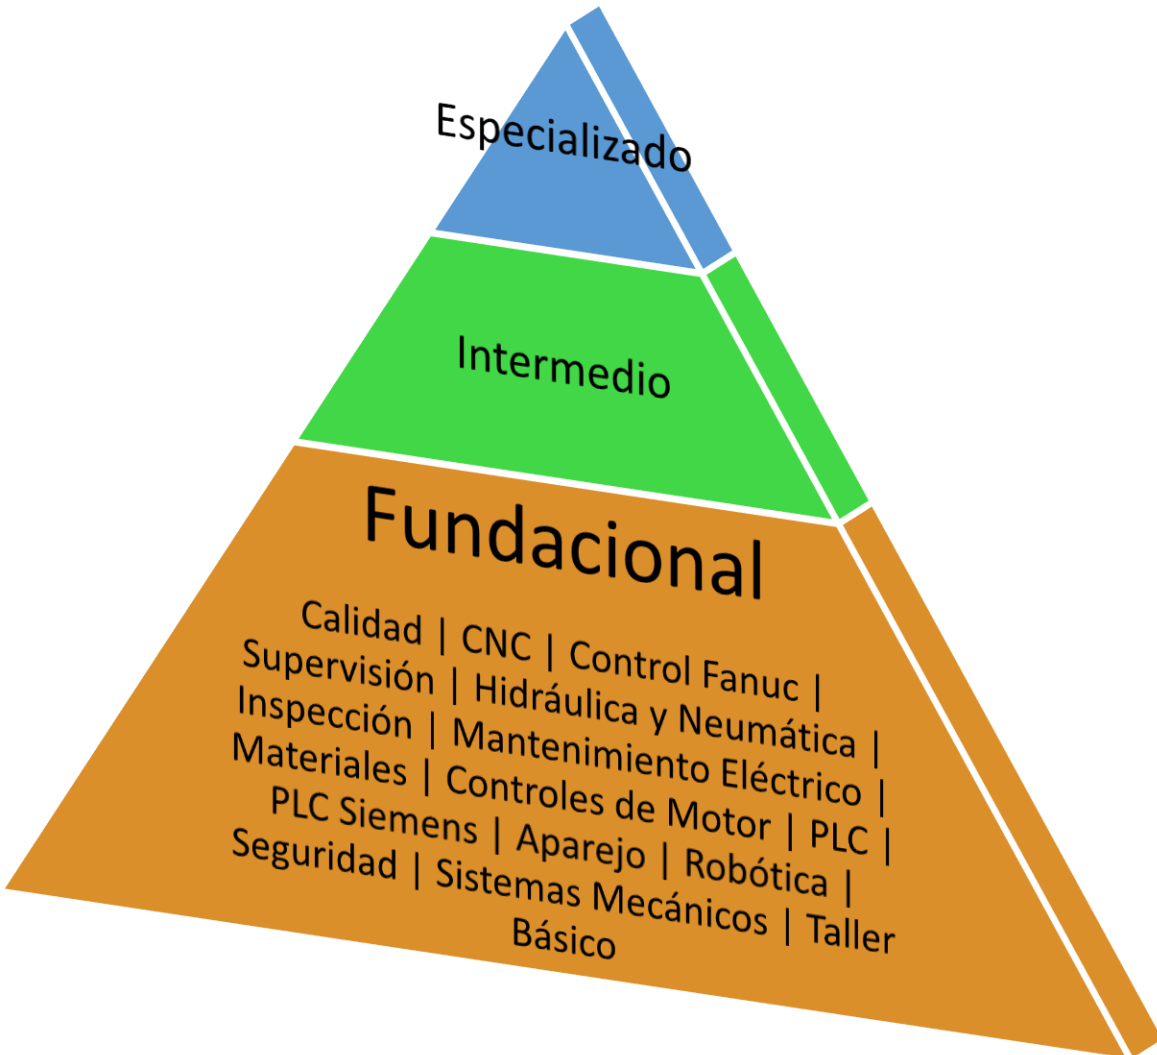 Especializado
Intermedio
Fundacional
Calidad | CNC | Control Fanuc |
Supervisión | Hidráulica y Neumática |
Inspección | Mantenimiento Eléctrico |
Materiales | Controles de Motor | PLC |
PLC Siemens | Aparejo | Robótica |
Seguridad | Sistemas Mecánicos | Taller
Básico